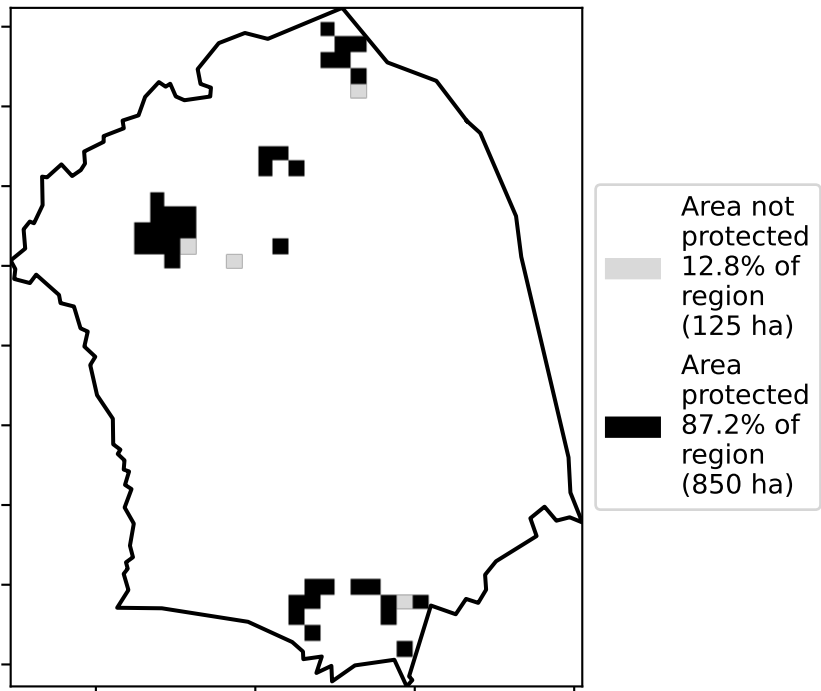 Area not
protected
12.8% of
region
(125 ha)
Area
protected
87.2% of
region
(850 ha)